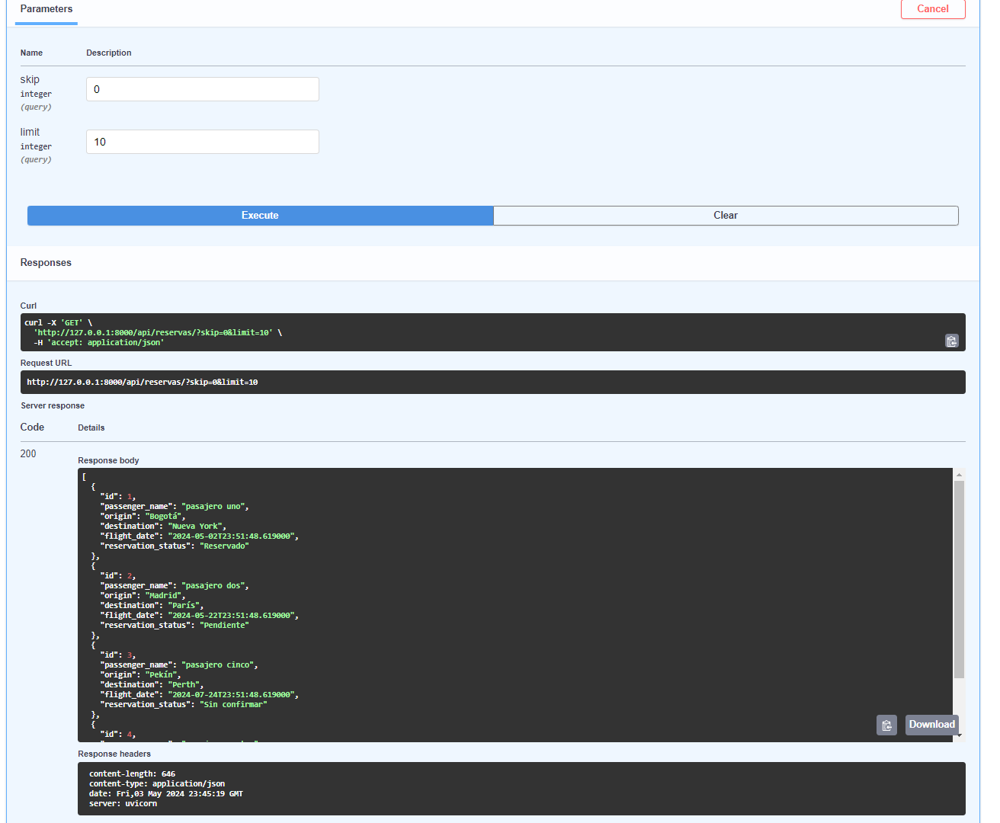 Parameters
Cancel
Name Description
skip
integer
(query)
0
limit
integer
(query)
10
Execute Clear
Responses
Curl
curl -X 'GET' \
  'http://127.0.0.1:8000/api/reservas/?skip=0&limit=10' \
  -H 'accept: application/json'
Request URL
http://127.0.0.1:8000/api/reservas/?skip=0&limit=10
Server response
Code Details
200
Response body
[
  {
    "id": 1,
    "passenger_name": "pasajero uno",
    "origin": "Bogotá",
    "destination": "Nueva York",
    "flight_date": "2024-05-02T23:51:48.619000",
    "reservation_status": "Reservado"
  },
  {
    "id": 2,
    "passenger_name": "pasajero dos",
    "origin": "Madrid",
    "destination": "París",
    "flight_date": "2024-05-22T23:51:48.619000",
    "reservation_status": "Pendiente"
  },
  {
    "id": 3,
    "passenger_name": "pasajero cinco",
    "origin": "Pekín",
    "destination": "Perth",
    "flight_date": "2024-07-24T23:51:48.619000",
    "reservation_status": "Sin confirmar"
  },
  {
    "id": 4,
Download
Response headers
content-length: 646
content-type: application/json
date: Fri,03 May 2024 23:45:19 GMT
server: uvicorn